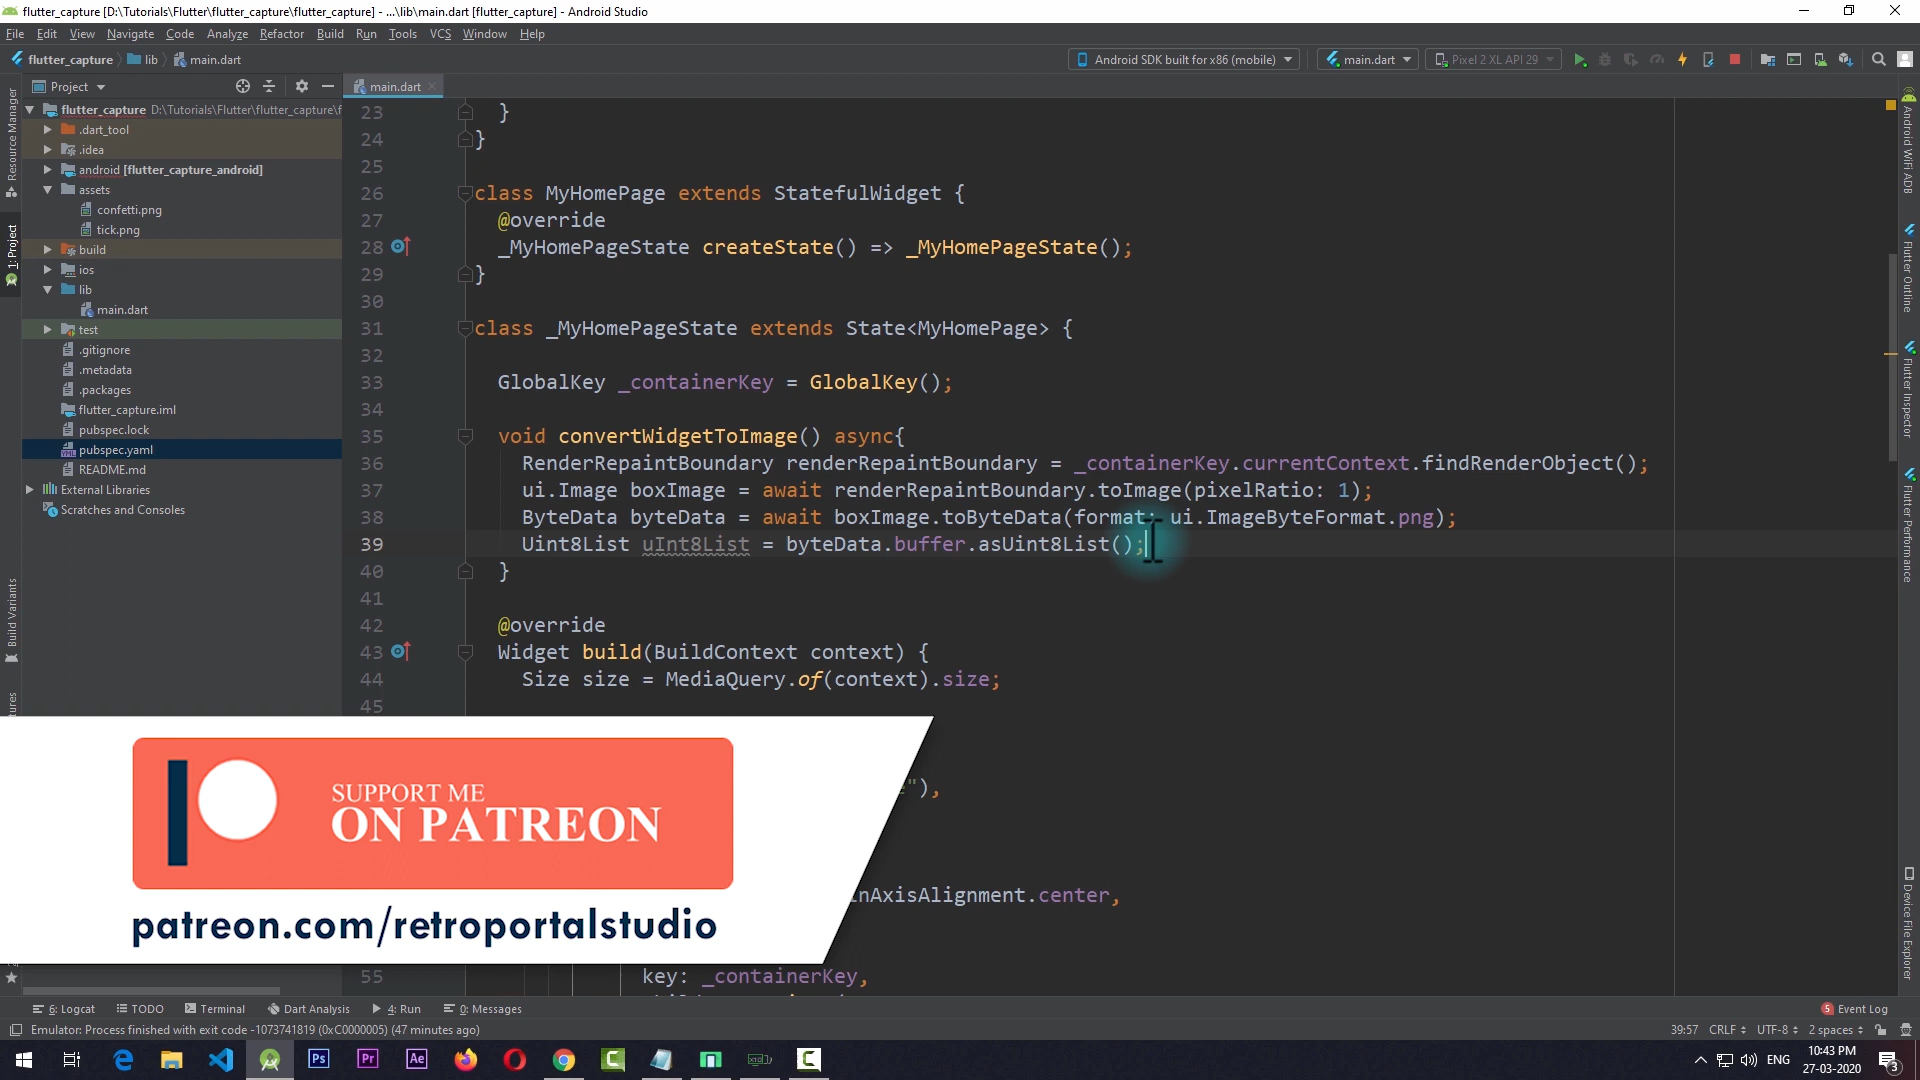 flutter_capture [D:\Tutorials\Flutter\flutter_capture\flutter_capture] - ...\lib\main.dart [flutter_capture] - Android Studio
File Edit View Navigate Code Analyze Refactor Build Run Tools VCS Window Help
flutter_capture lib main.dart
Android SDK built for x86 (mobile) main.dart Pixel 2 XL API 29
Project
main.dart
flutter_capture D:\Tutorials\Flutter\flutter_capture\f
.dart_tool
.idea
android [flutter_capture_android]
assets
confetti.png
tick.png
build
ios
lib
main.dart
test
.gitignore
.metadata
.packages
flutter_capture.iml
pubspec.lock
pubspec.yaml
README.md
External Libraries
Scratches and Consoles
Resource Manager
1: Project
Build Variants
23 }
24 }
25
26 class MyHomePage extends StatefulWidget {
27 @override
28 _MyHomePageState createState() => _MyHomePageState();
29 }
30
31 class _MyHomePageState extends State<MyHomePage> {
32
33 GlobalKey _containerKey = GlobalKey();
34
35 void convertWidgetToImage() async{
36 RenderRepaintBoundary renderRepaintBoundary = _containerKey.currentContext.findRenderObject();
37 ui.Image boxImage = await renderRepaintBoundary.toImage(pixelRatio: 1);
38 ByteData byteData = await boxImage.toByteData(format: ui.ImageByteFormat.png);
39 Uint8List uInt8List = byteData.buffer.asUint8List();
40 }
41
42 @override
43 Widget build(BuildContext context) {
44 Size size = MediaQuery.of(context).size;
45
"),
AxisAlignment.center,
55 key: _containerKey,
Android WiFi ADB
Flutter Outline
Flutter Inspector
Flutter Performance
Device File Explorer
SUPPORT ME
ON PATREON
patreon.com/retroportalstudio
6: Logcat TODO Terminal Dart Analysis 4: Run 0: Messages 5 Event Log
Emulator: Process finished with exit code -1073741819 (0xC0000005) (47 minutes ago) 39:57 CRLF UTF-8 2 spaces
Ps Pr Ae ENG 10:43 PM
27-03-2020 3